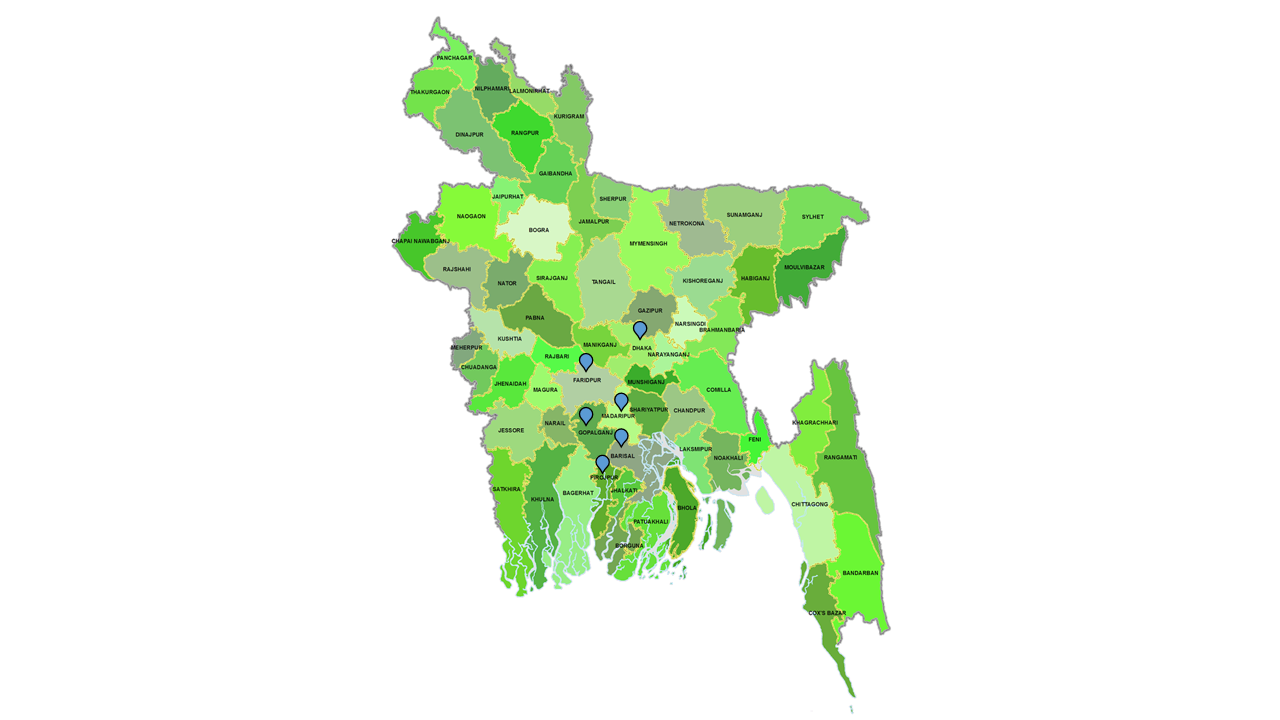 PANCHAGAR
THAKURGAON
NILPHAMARI
LALMONIRHAT
KURIGRAM
DINAJPUR
RANGPUR
GAIBANDHA
JAIPURHAT
SHERPUR
NAOGAON
BOGRA
JAMALPUR
NETROKONA
SUNAMGANJ
SYLHET
CHAPAI NAWABGANJ
MYMENSINGH
RAJSHAHI
NATOR
SIRAJGANJ
TANGAIL
KISHOREGANJ
HABIGANJ
MOULVIBAZAR
PABNA
GAZIPUR
NARSINGDI
BRAHMANBARIA
KUSHTIA
MEHERPUR
MANIKGANJ
DHAKA
RAJBARI
NARAYANGANJ
CHUADANGA
JHENAIDAH
MAGURA
FARIDPUR
MUNSHIGANJ
COMILLA
SHARIYATPUR
CHANDPUR
MADARIPUR
JESSORE
NARAIL
GOPALGANJ
KHAGRACHHARI
FENI
LAKSMIPUR
NOAKHALI
RANGAMATI
BARISAL
PIROJPUR
SATKHIRA
KHULNA
BAGERHAT
JHALKATI
CHITTAGONG
BHOLA
PATUAKHALI
BORGUNA
BANDARBAN
COX'S BAZAR